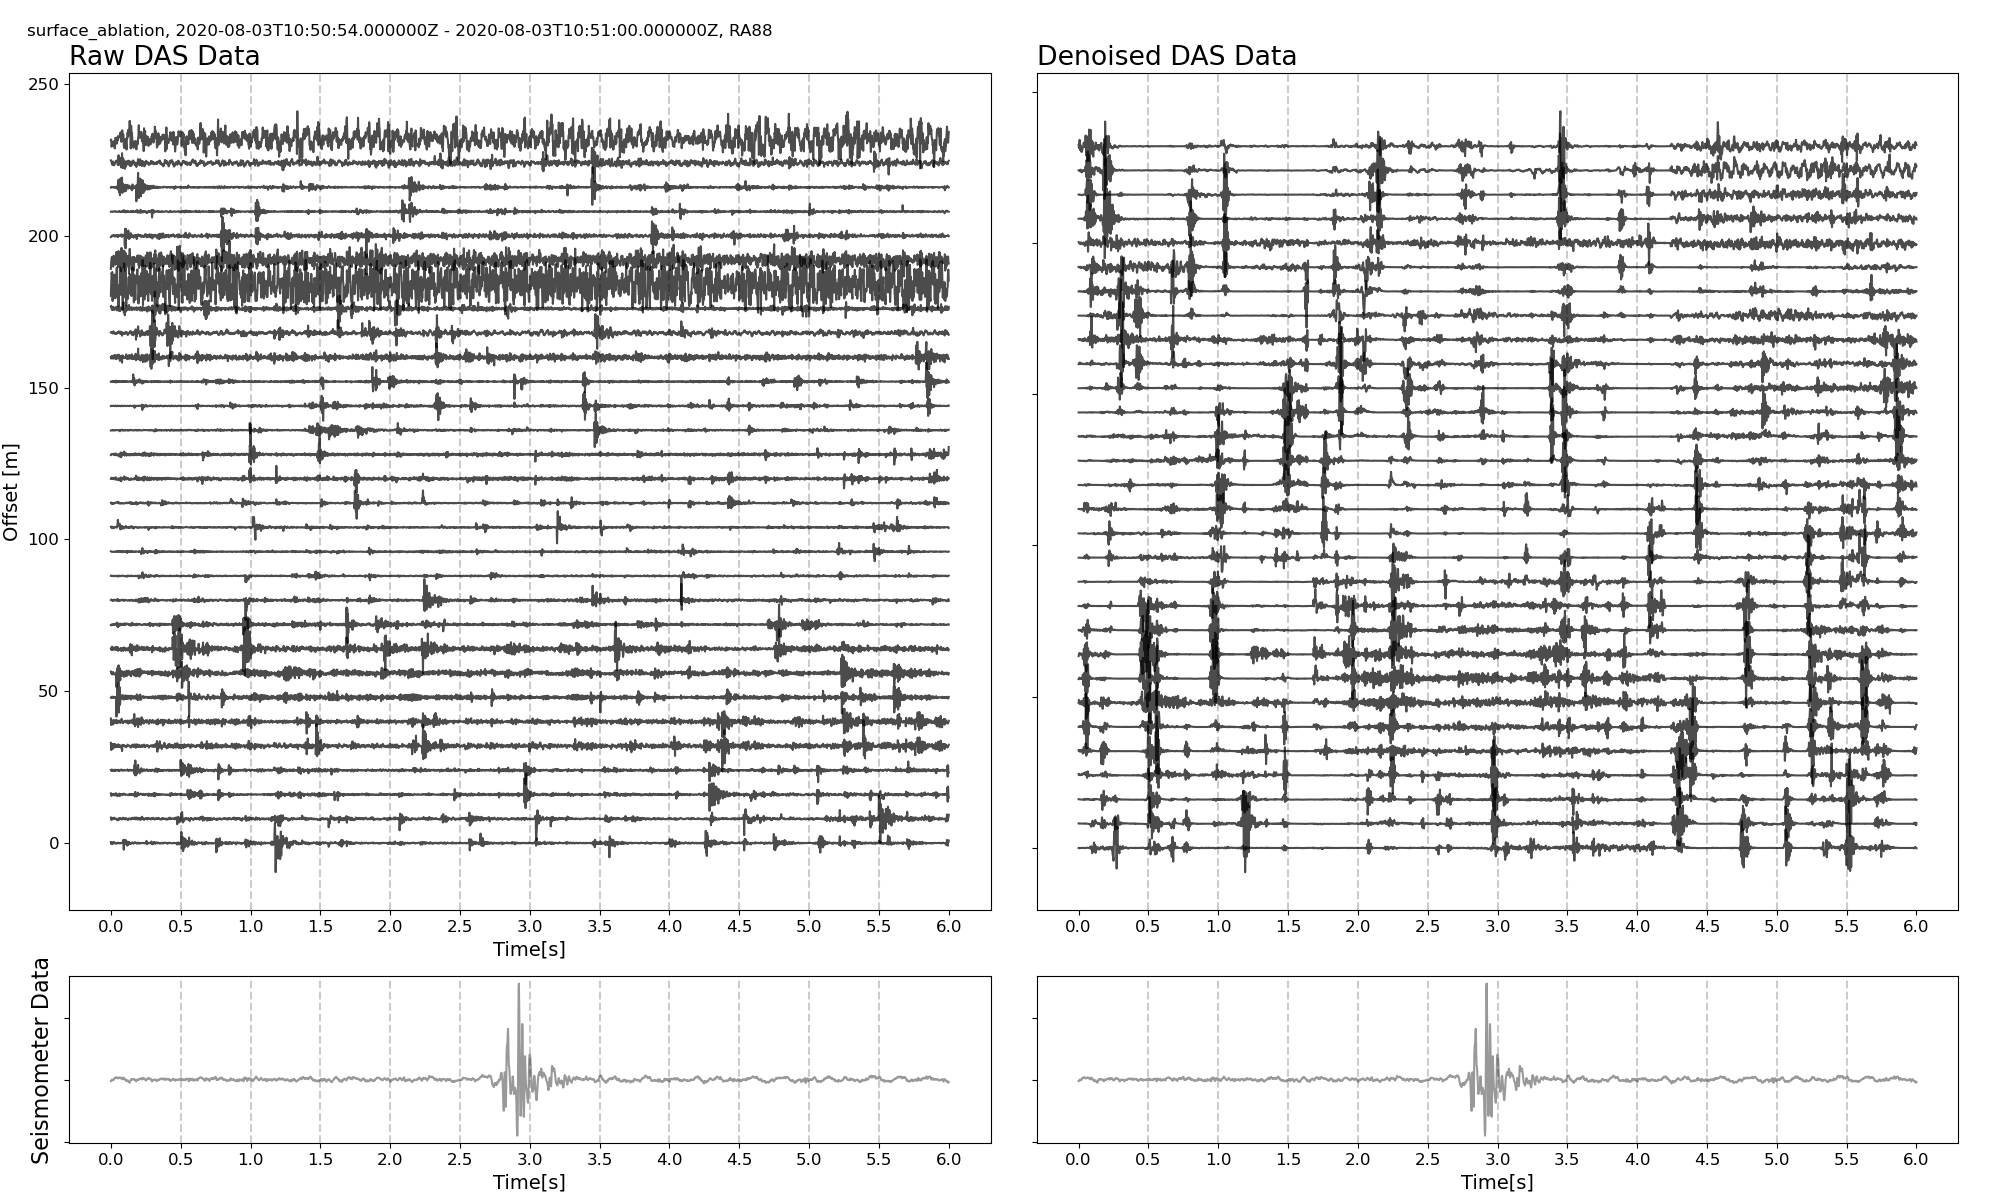 surface_ablation, 2020-08-03T10:50:54.000000Z - 2020-08-03T10:51:00.000000Z, RA88
Raw DAS Data
Denoised DAS Data
Offset [m]
250
200
150
100
50
0
0.0 0.5 1.0 1.5 2.0 2.5 3.0 3.5 4.0 4.5 5.0 5.5 6.0
Time[s]
0.0 0.5 1.0 1.5 2.0 2.5 3.0 3.5 4.0 4.5 5.0 5.5 6.0
Seismometer Data
0.0 0.5 1.0 1.5 2.0 2.5 3.0 3.5 4.0 4.5 5.0 5.5 6.0
Time[s]
0.0 0.5 1.0 1.5 2.0 2.5 3.0 3.5 4.0 4.5 5.0 5.5 6.0
Time[s]